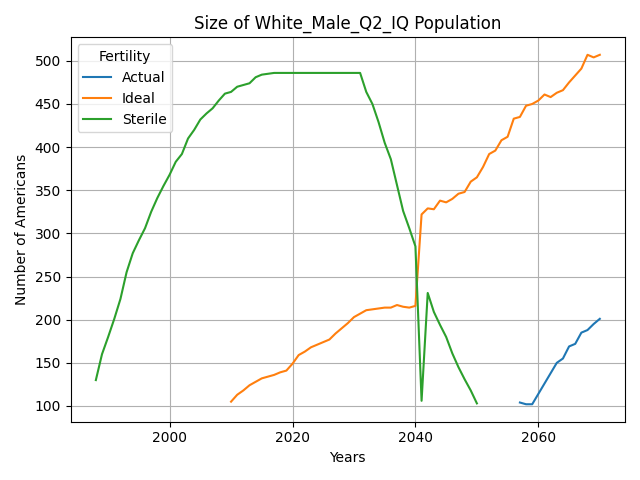 Size of White_Male_Q2_IQ Population
Fertility
Actual
Ideal
Sterile
Number of Americans
500
450
400
350
300
250
200
150
100
2000
2020
2040
2060
Years